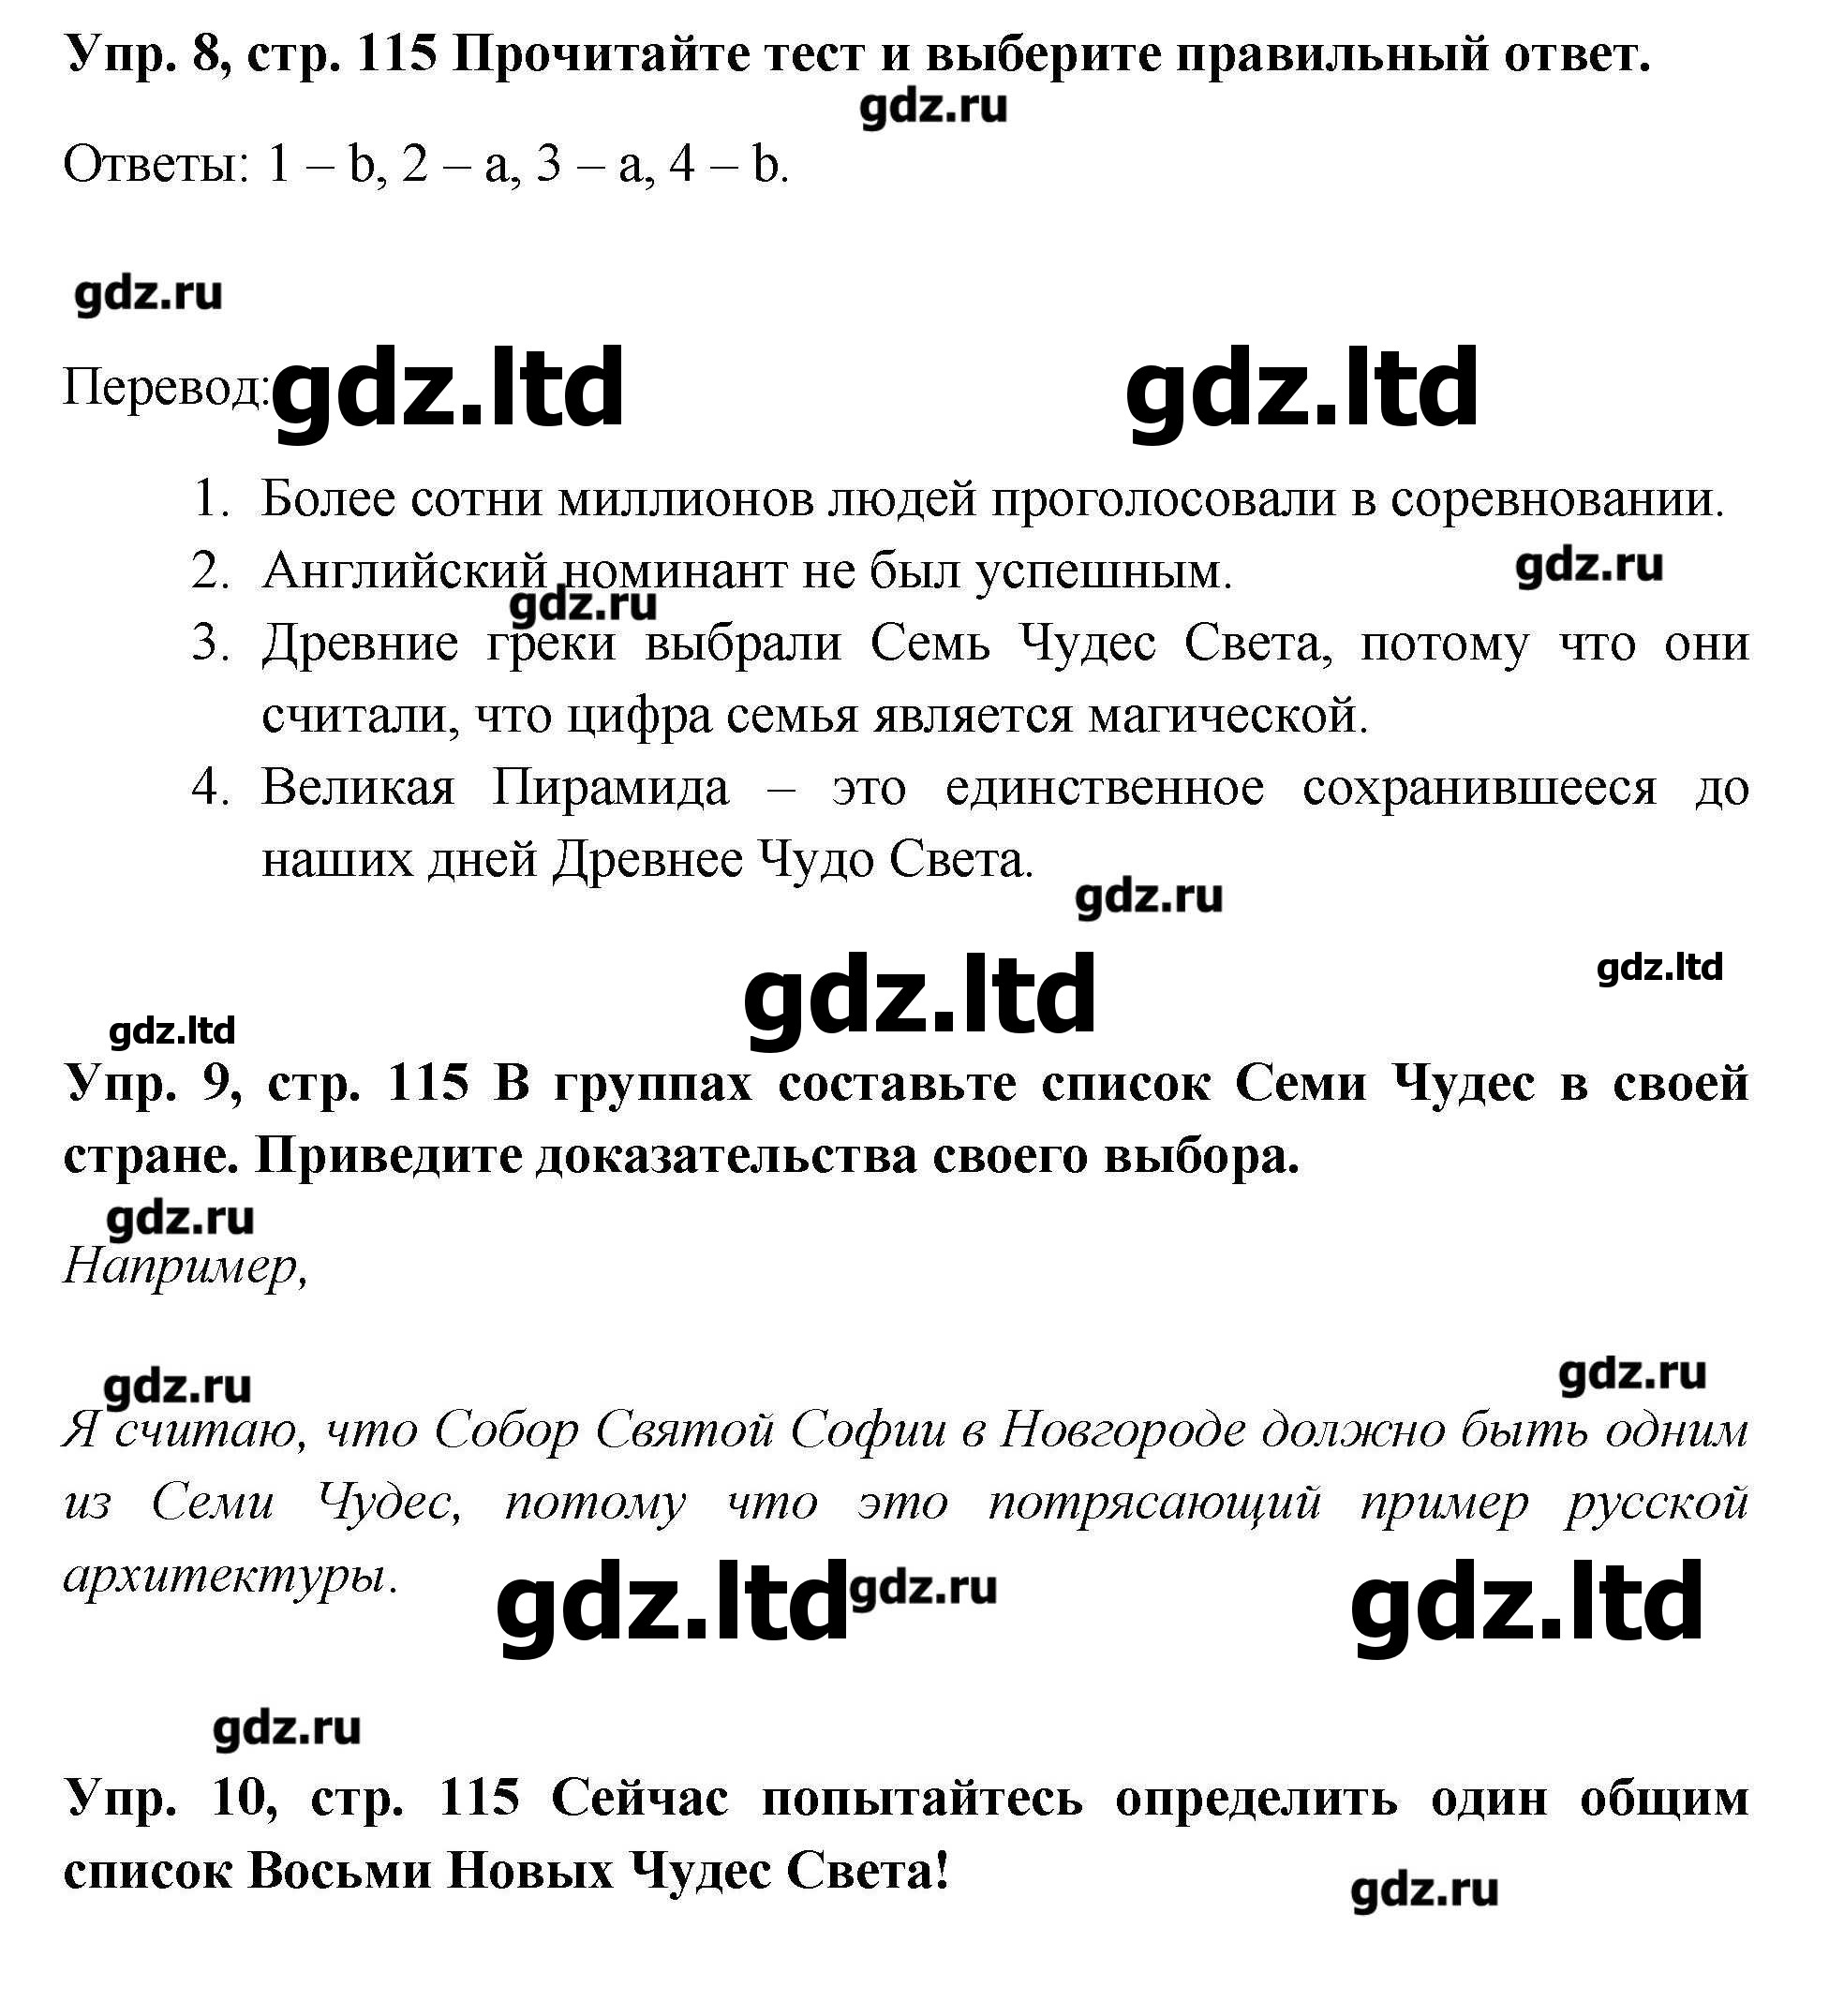 Упр. 8, стр. 115 Прочитайте тест и выберите правильный ответ.
gdz.ru
Ответы: 1 – b, 2 – a, 3 – a, 4 – b.
gdz.ru
Перевод: gdz.ltd gdz.ltd
1. Более сотни миллионов людей проголосовали в соревновании.
2. Английский номинант не был успешным. gdz.ru
gdz.ru
3. Древние греки выбрали Семь Чудес Света, потому что они
считали, что цифра семья является магической.
4. Великая Пирамида – это единственное сохранившееся до
наших дней Древнее Чудо Света.
gdz.ru
gdz.ltd gdz.ltd
gdz.ltd
Упр. 9, стр. 115 В группах составьте список Семи Чудес в своей
стране. Приведите доказательства своего выбора.
gdz.ru
Например,
gdz.ru gdz.ru
Я считаю, что Собор Святой Софии в Новгороде должно быть одним
из Семи Чудес, потому что это потрясающий пример русской
архитектуры.
gdz.ltd gdz.ru gdz.ltd
gdz.ru
Упр. 10, стр. 115 Сейчас попытайтесь определить один общим
список Восьми Новых Чудес Света!
gdz.ru